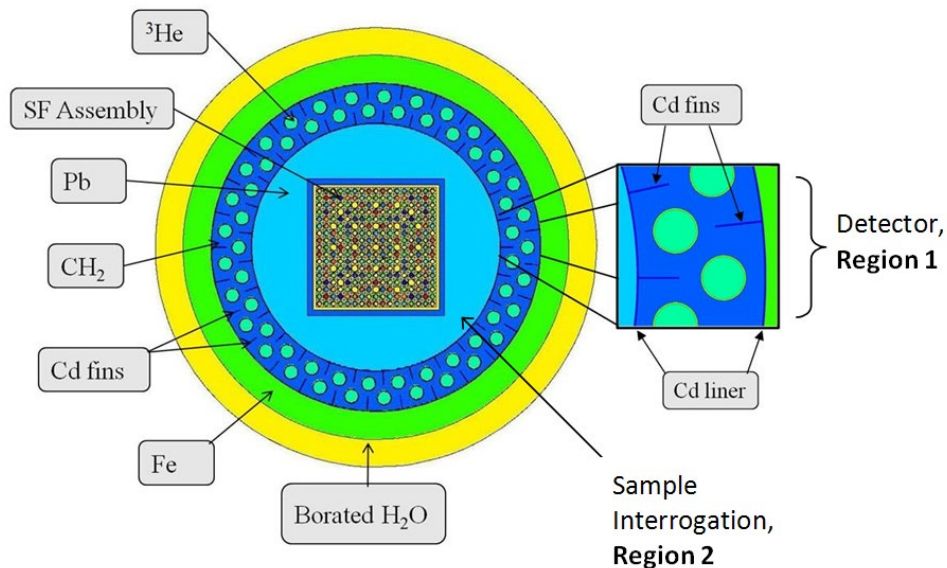 ³He
SF Assembly
Pb
CH₂
Cd fins
Fe
Borated H₂O
Cd fins
Detector,
Region 1
Cd liner
Sample
Interrogation,
Region 2